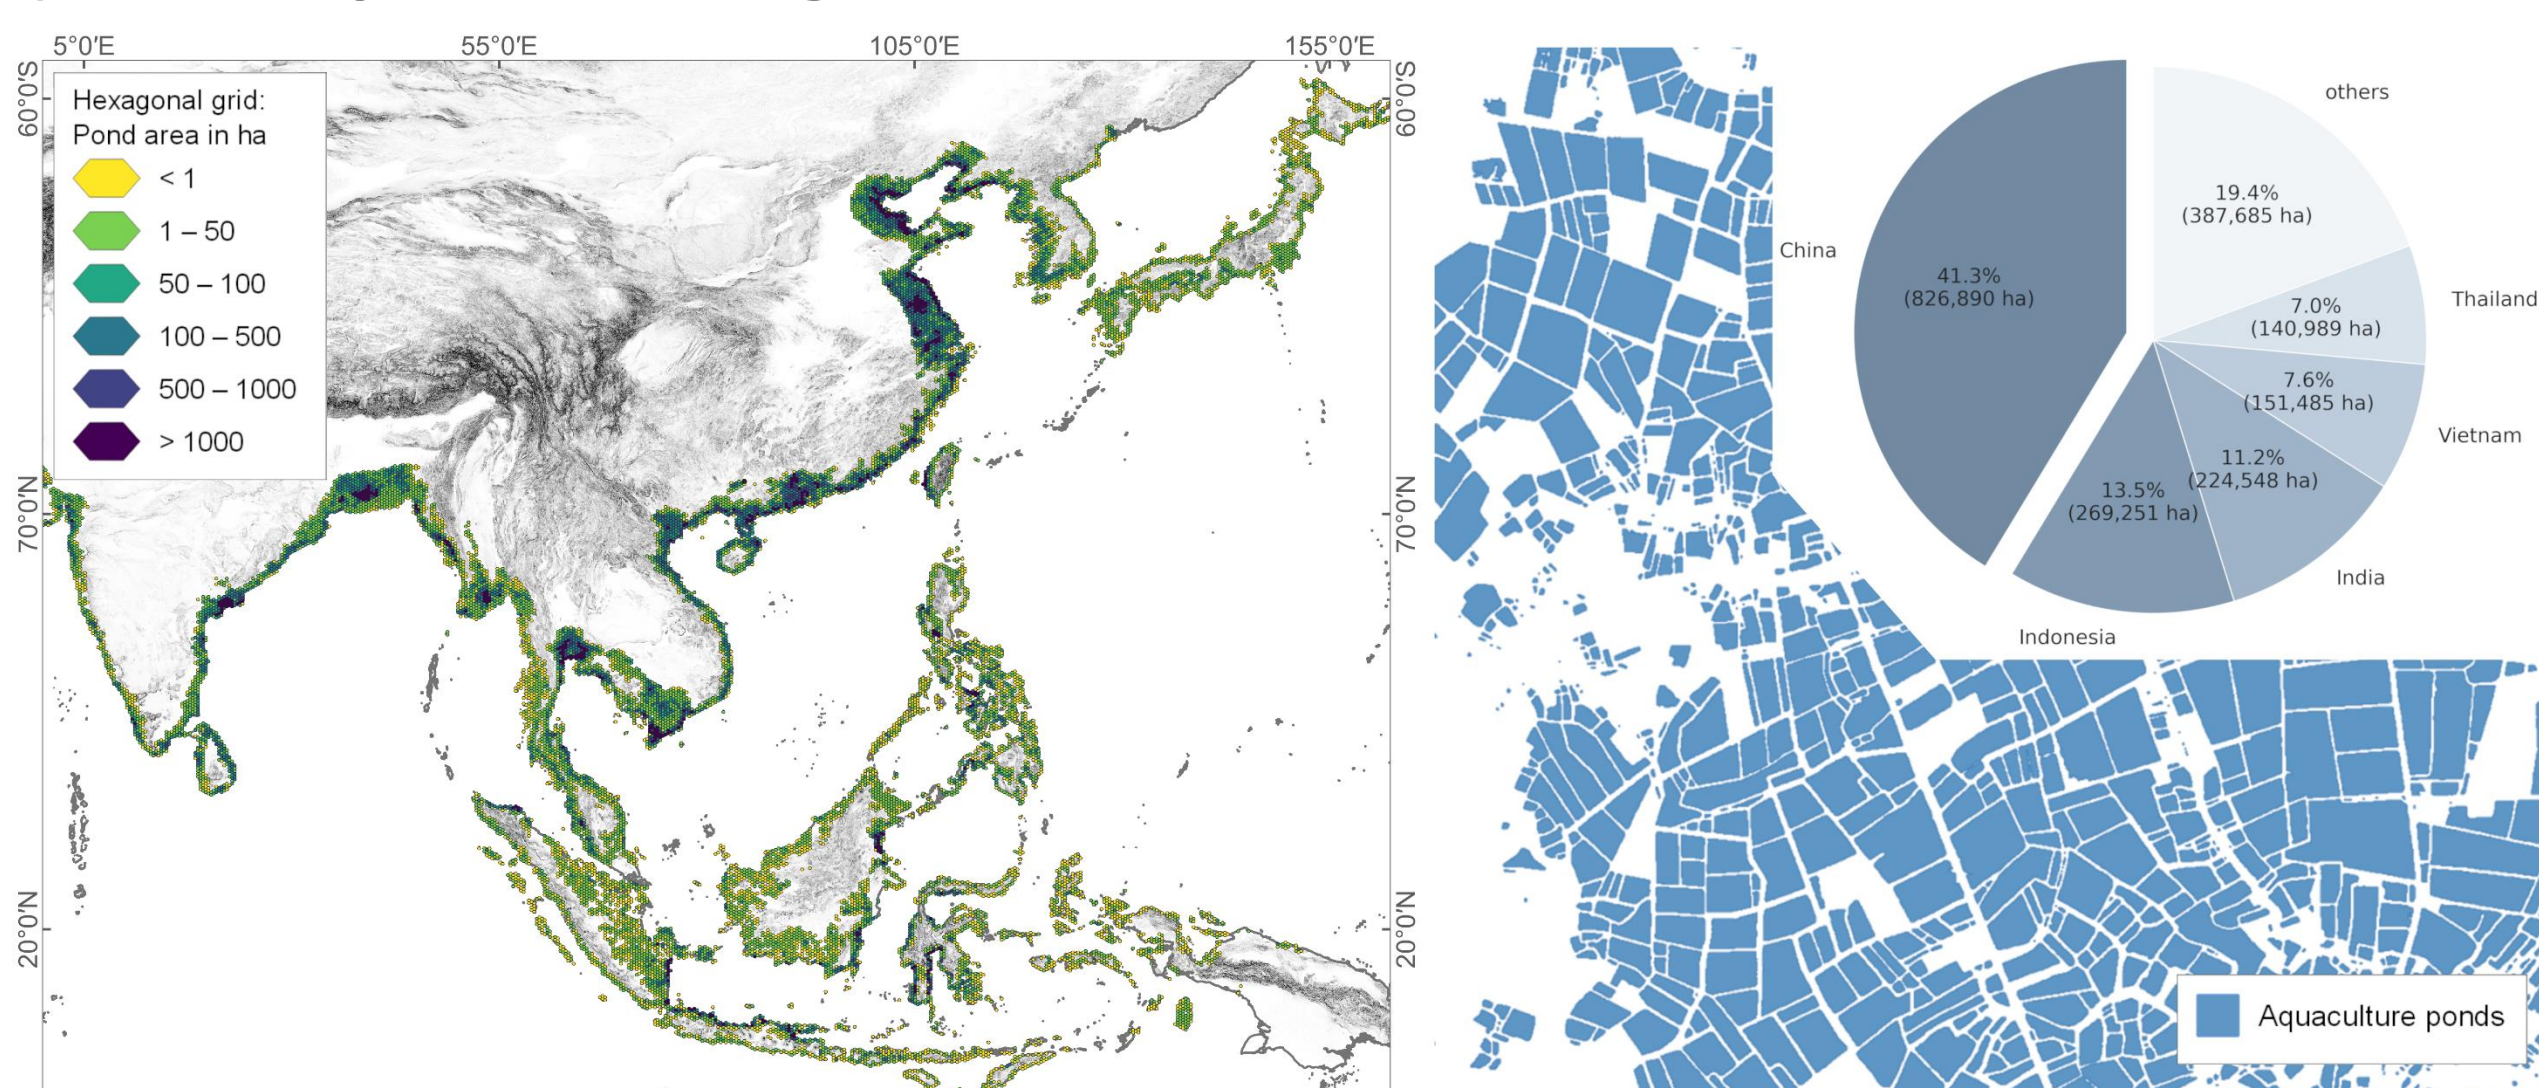 5°0′E
55°0′E
105°0′E
155°0′E
60°0′S
60°0′S
Hexagonal grid:
Pond area in ha
< 1
1 – 50
50 – 100
100 – 500
500 – 1000
> 1000
70°0′N
70°0′N
20°0′N
20°0′N
others
19.4%
(387,685 ha)
China
41.3%
(826,890 ha)
Thailand
7.0%
(140,989 ha)
7.6%
(151,485 ha)
Vietnam
11.2%
(224,548 ha)
13.5%
(269,251 ha)
India
Indonesia
Aquaculture ponds